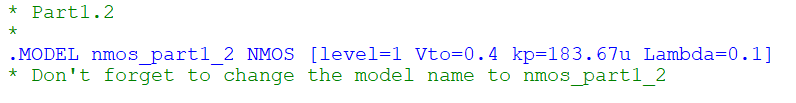 * Part1.2
*
.MODEL nmos_part1_2 NMOS [level=1 Vto=0.4 kp=183.67u Lambda=0.1]
* Don't forget to change the model name to nmos_part1_2